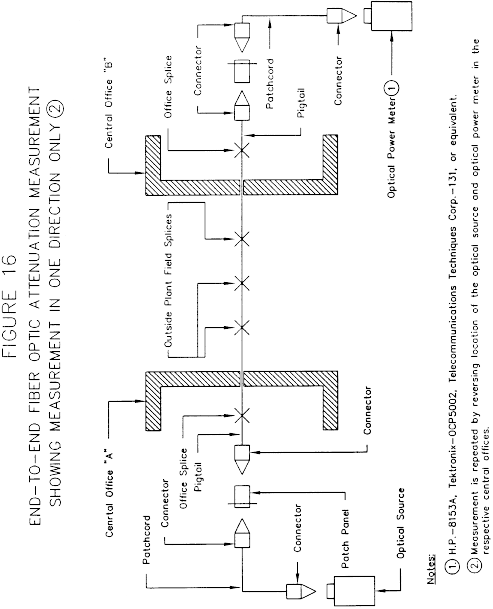 FIGURE 16
END-TO-END FIBER OPTIC ATTENUATION MEASUREMENT
SHOWING MEASUREMENT IN ONE DIRECTION ONLY 2
Cenrtal Office "A"
Central Office "B"
Patchcord
Connector
Office Splice
Pigtail
Outside Plant Field Splices
Office Splice
Connector
Patchcord
Pigtail
Connector
Connector
Patch Panel
Connector
Optical Source
Optical Power Meter 1
Notes:
1 H.P.-8153A, Tektronix-OCP5002, Telecommunications Techniques Corp.-131, or equivalent.
2 Measurement is repeated by reversing location of the optical source and optical power meter in the
respective central offices.